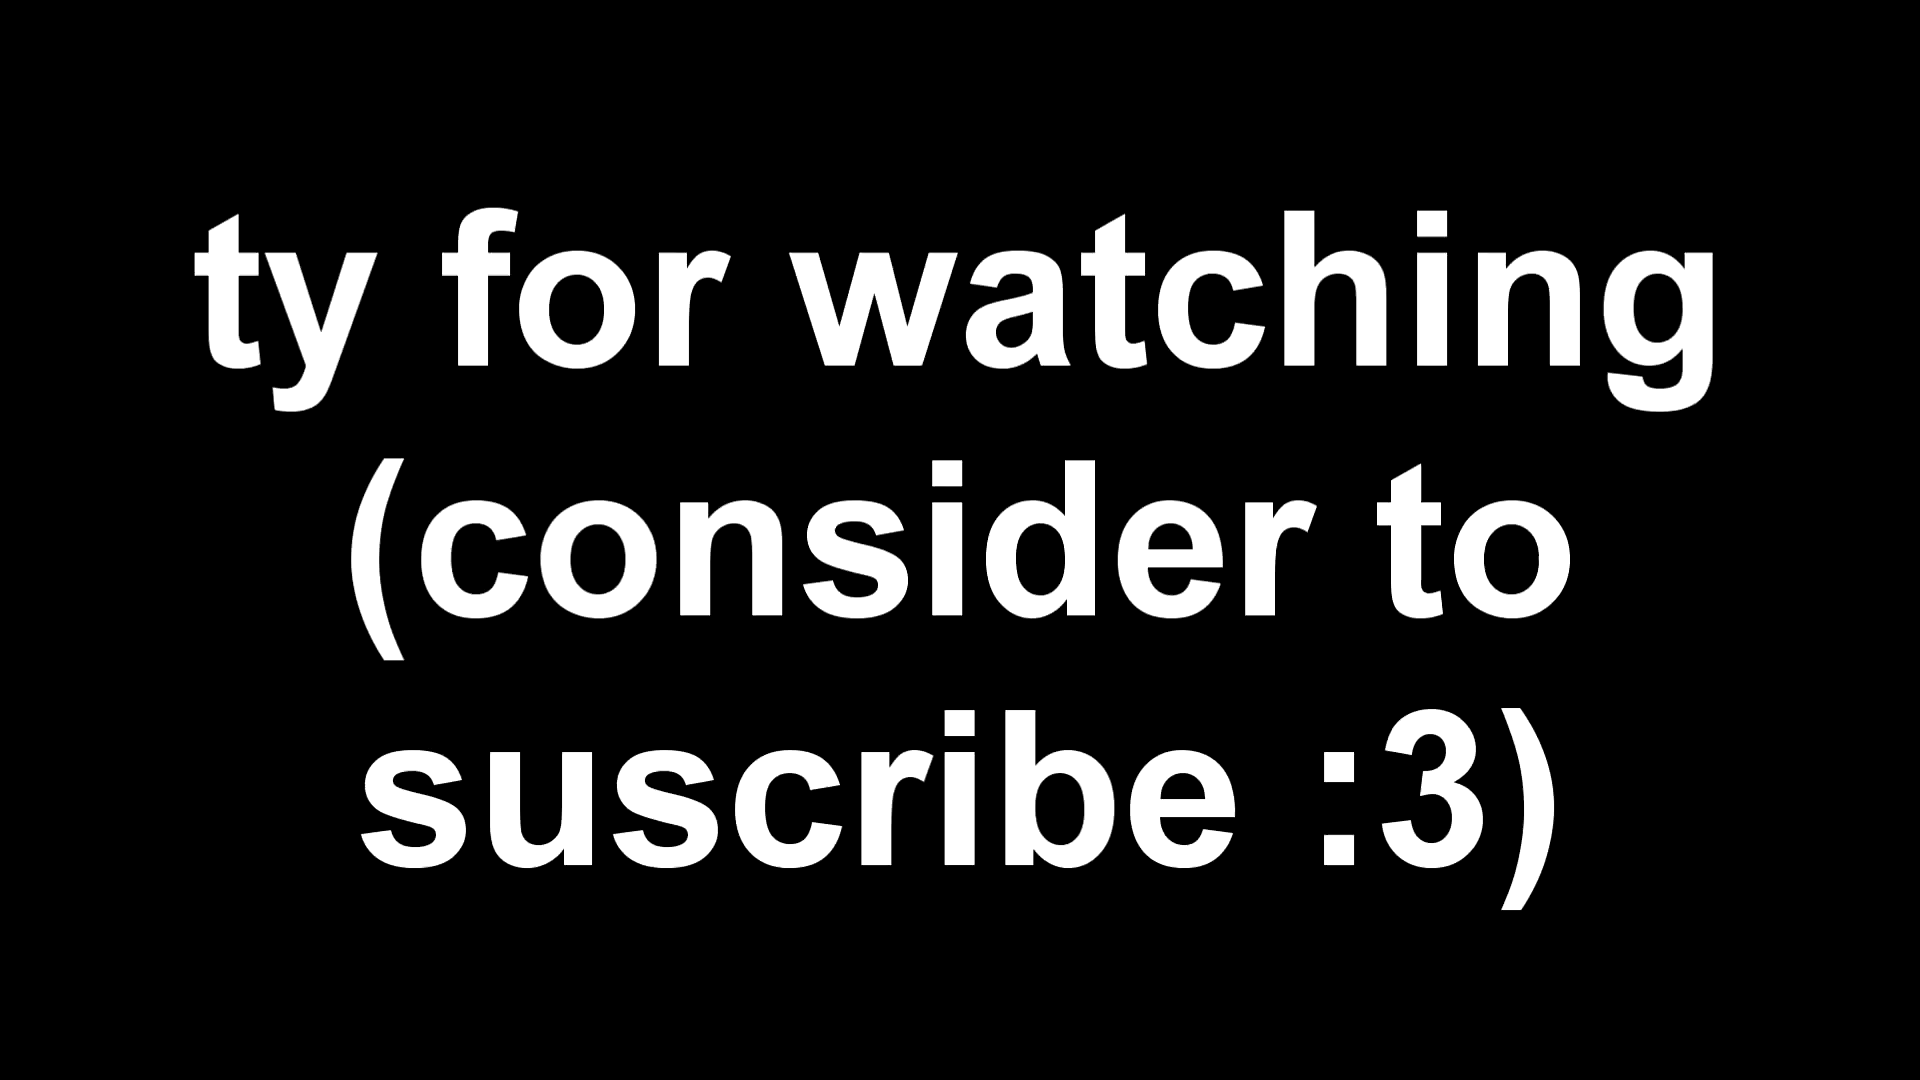 ty for watching
(consider to
suscribe :3)